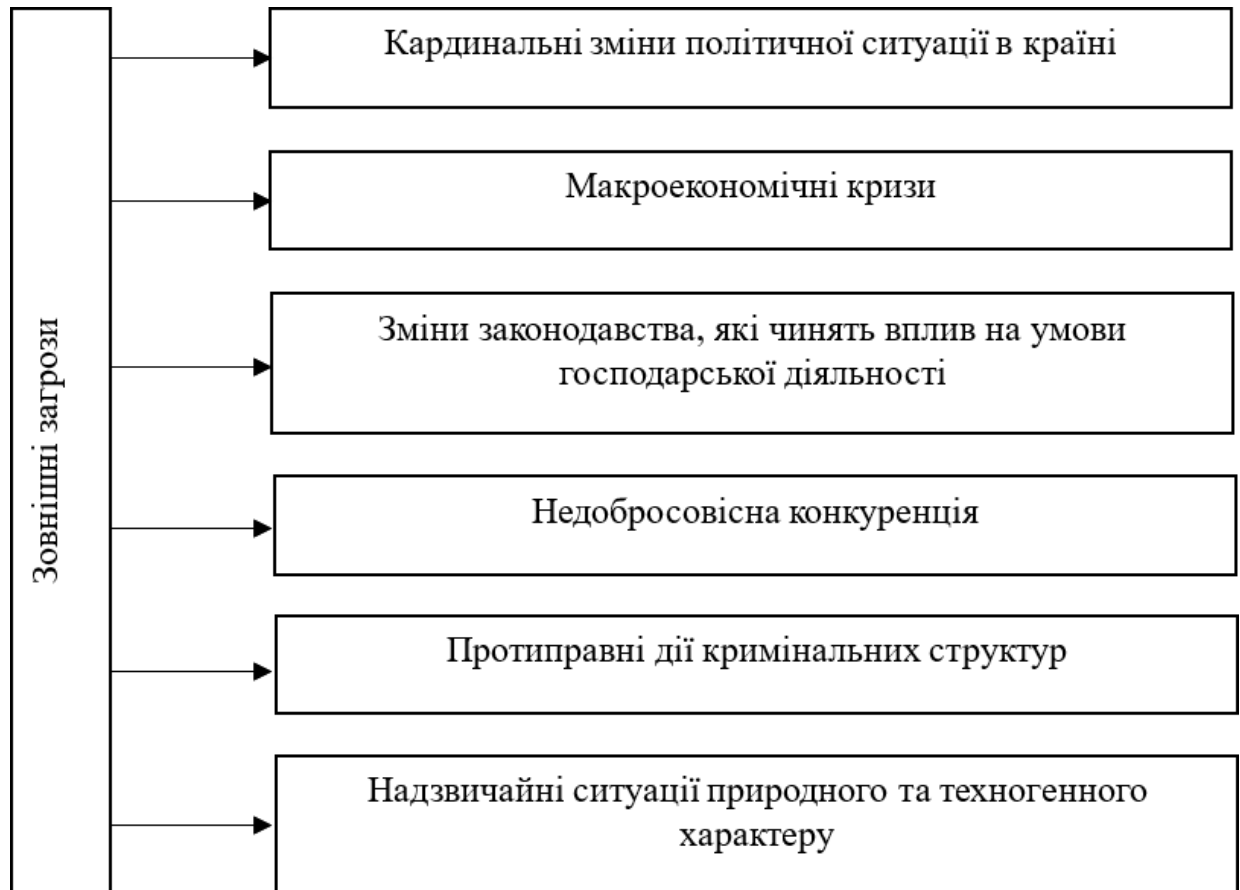 Зовнішні загрози
Кардинальні зміни політичної ситуації в країні
Макроекономічні кризи
Зміни законодавства, які чинять вплив на умови
господарської діяльності
Недобросовісна конкуренція
Протиправні дії кримінальних структур
Надзвичайні ситуації природного та техногенного
характеру